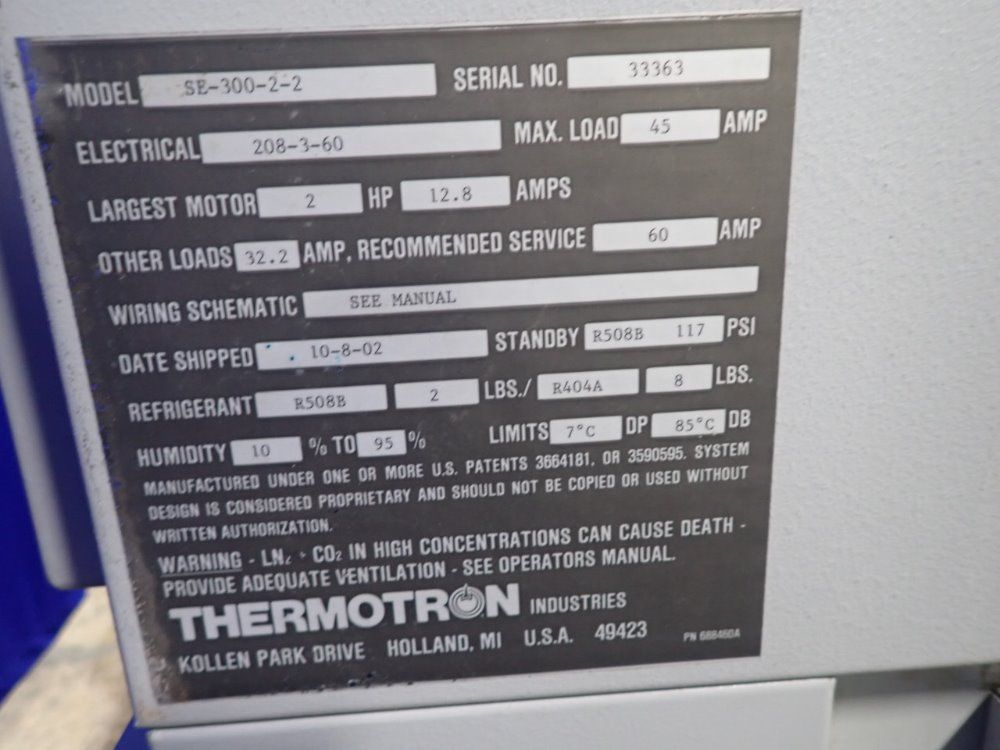 MODEL SE-300-2-2 SERIAL NO. 33363
ELECTRICAL 208-3-60 MAX. LOAD 45 AMP
LARGEST MOTOR 2 HP 12.8 AMPS
OTHER LOADS 32.2 AMP. RECOMMENDED SERVICE 60 AMP
WIRING SCHEMATIC SEE MANUAL
DATE SHIPPED 10-8-02 STANDBY R508B 117 PSI
REFRIGERANT R508B 2 LBS./ R404A 8 LBS.
HUMIDITY 10 % TO 95 % LIMITS 7°C DP 85°C DB
MANUFACTURED UNDER ONE OR MORE U.S. PATENTS 3664181, OR 3590595. SYSTEM
DESIGN IS CONSIDERED PROPRIETARY AND SHOULD NOT BE COPIED OR USED WITHOUT
WRITTEN AUTHORIZATION.
WARNING - LN₂ + CO₂ IN HIGH CONCENTRATIONS CAN CAUSE DEATH -
PROVIDE ADEQUATE VENTILATION - SEE OPERATORS MANUAL.
THERMOTRON INDUSTRIES
KOLLEN PARK DRIVE HOLLAND, MI U.S.A. 49423 PN 688460A